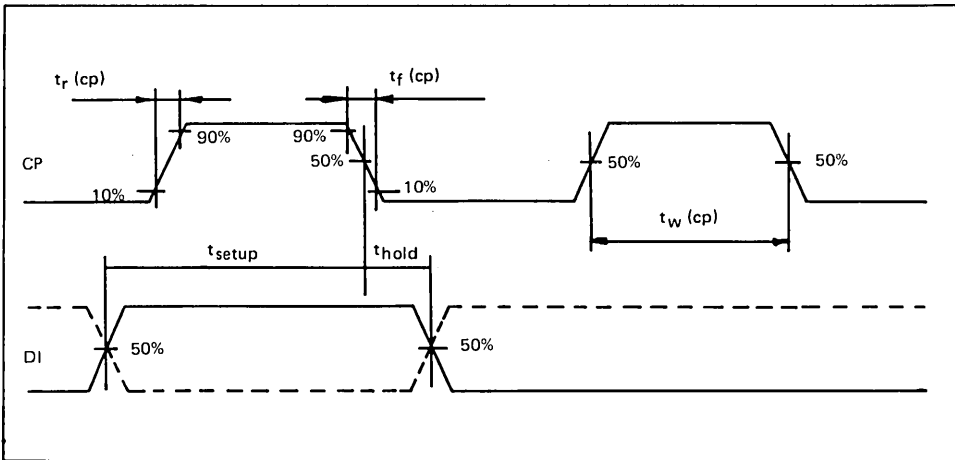 tr (cp)
tf (cp)
90%
90%
CP
50%
50%
50%
10%
10%
tw (cp)
tsetup
thold
DI
50%
50%